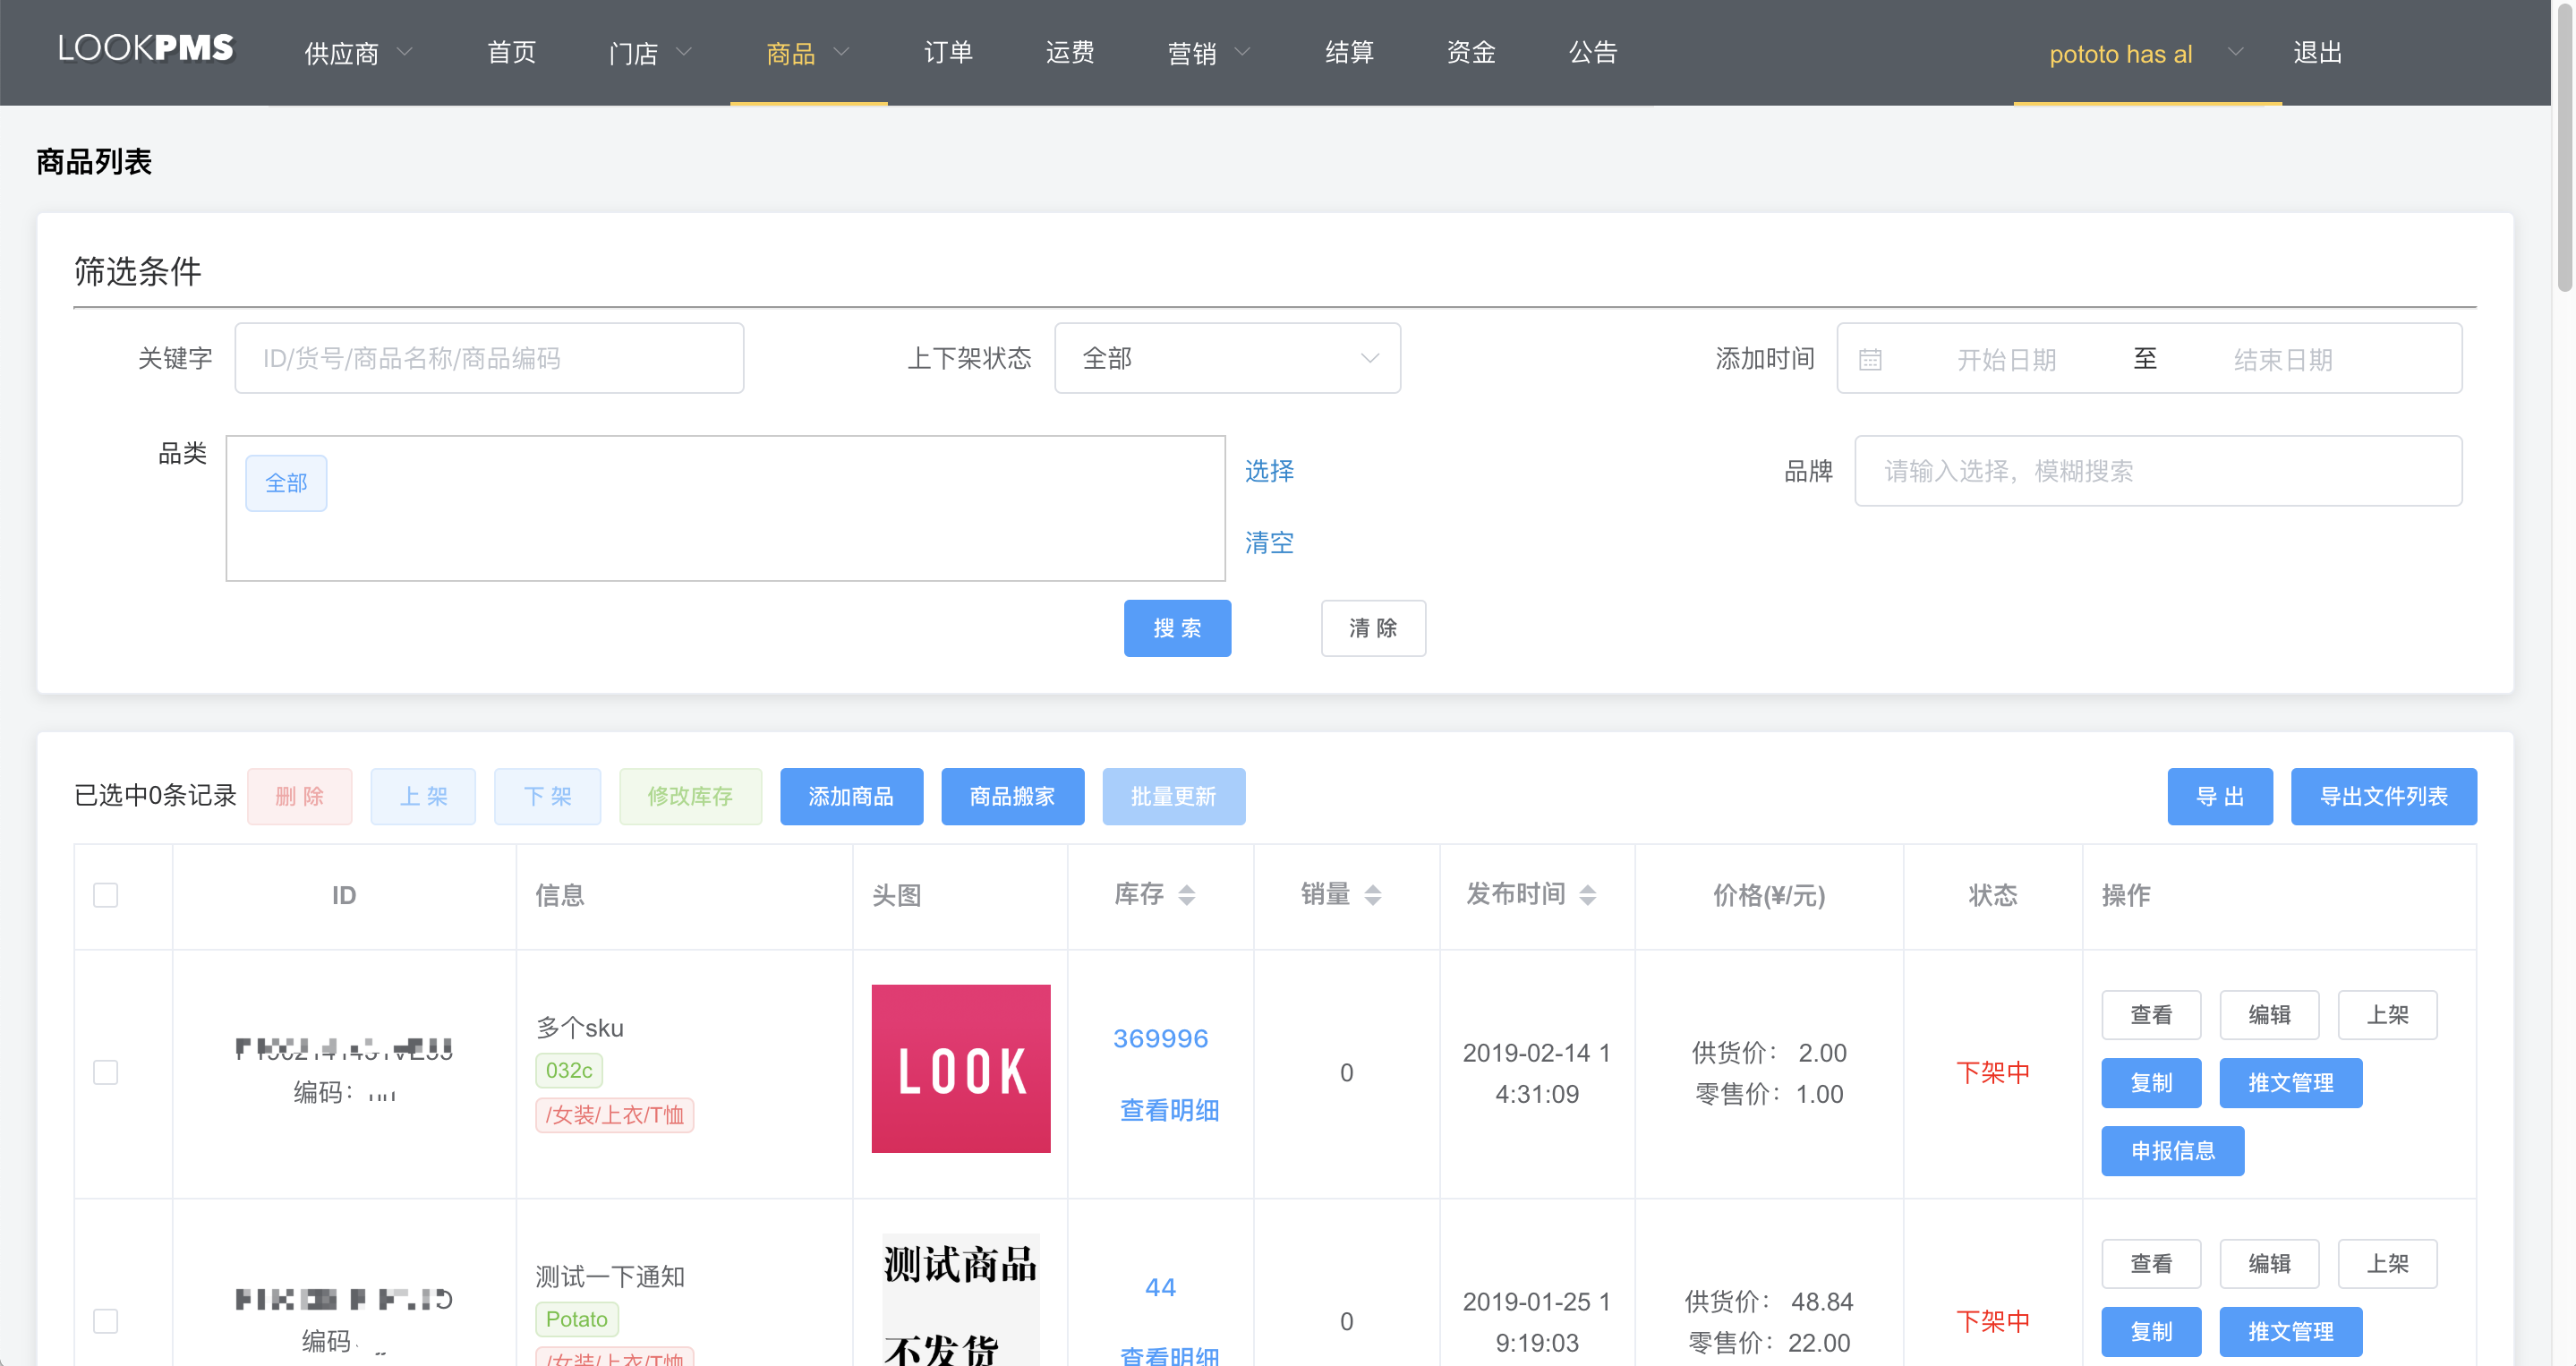 LOOKPMS 供应商 首页 门店 商品 订单 运费 营销 结算 资金 公告 pototo has al 退出
商品列表
筛选条件
关键字 ID/货号/商品名称/商品编码 上下架状态 全部 添加时间 开始日期 至 结束日期
品类 全部 选择 品牌 请输入选择，模糊搜索
清空
搜 索 清 除
已选中0条记录 删 除 上 架 下 架 修改库存 添加商品 商品搬家 批量更新 导 出 导出文件列表
ID 信息 头图 库存 销量 发布时间 价格(¥/元) 状态 操作
编码：
多个sku
032c
/女装/上衣/T恤
LOOK
369996
查看明细
0
2019-02-14 1
4:31:09
供货价： 2.00
零售价：1.00
下架中
查看 编辑 上架
复制 推文管理
申报信息
编码
测试一下通知
Potato
/女装/上衣/T恤
测试商品
不发货
44
查看明细
0
2019-01-25 1
9:19:03
供货价： 48.84
零售价：22.00
下架中
查看 编辑 上架
复制 推文管理